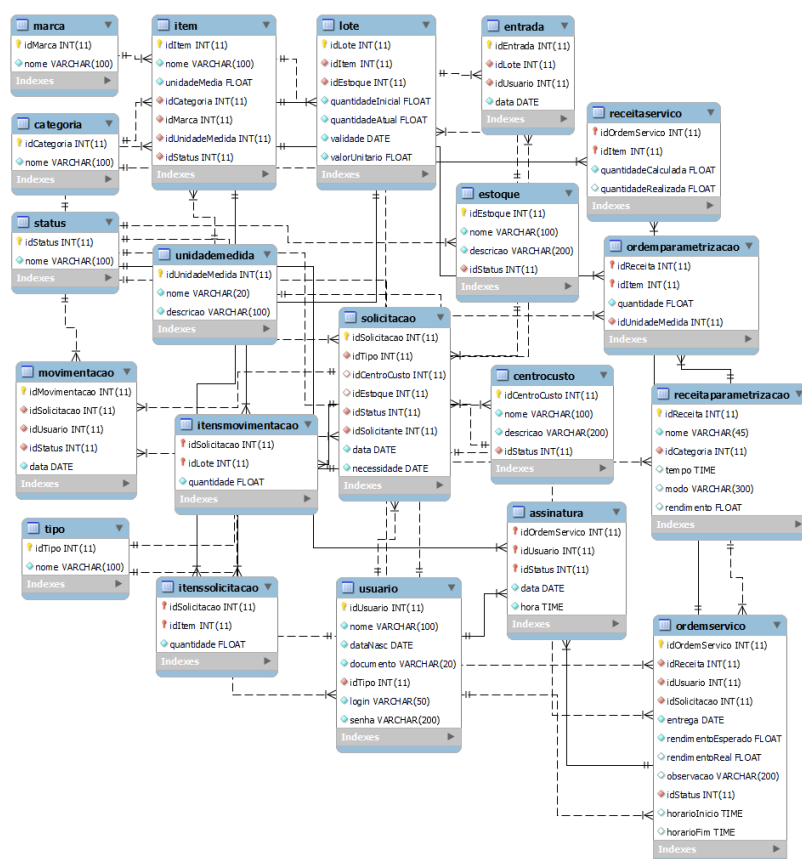 marca
idMarca INT(11)
nome VARCHAR(100)
Indexes
item
idItem INT(11)
nome VARCHAR(100)
unidadeMedia FLOAT
idCategoria INT(11)
idMarca INT(11)
idUnidadeMedida INT(11)
idStatus INT(11)
Indexes
lote
idLote INT(11)
idItem INT(11)
idEstoque INT(11)
quantidadeInicial FLOAT
quantidadeAtual FLOAT
validade DATE
valorUnitario FLOAT
Indexes
entrada
idEntrada INT(11)
idLote INT(11)
idUsuario INT(11)
data DATE
Indexes
categoria
idCategoria INT(11)
nome VARCHAR(100)
Indexes
receitaservico
idOrdemServico INT(11)
idItem INT(11)
quantidadeCalculada FLOAT
quantidadeRealizada FLOAT
Indexes
status
idStatus INT(11)
nome VARCHAR(100)
Indexes
unidademedida
idUnidadeMedida INT(11)
nome VARCHAR(20)
descricao VARCHAR(100)
Indexes
estoque
idEstoque INT(11)
nome VARCHAR(100)
descricao VARCHAR(200)
idStatus INT(11)
Indexes
ordemparametrizacao
idReceita INT(11)
idItem INT(11)
quantidade FLOAT
idUnidadeMedida INT(11)
Indexes
solicitacao
idSolicitacao INT(11)
idTipo INT(11)
idCentroCusto INT(11)
idEstoque INT(11)
idStatus INT(11)
idSolicitante INT(11)
data DATE
necessidade DATE
Indexes
movimentacao
idMovimentacao INT(11)
idSolicitacao INT(11)
idUsuario INT(11)
idStatus INT(11)
data DATE
Indexes
centrocusto
idCentroCusto INT(11)
nome VARCHAR(100)
descricao VARCHAR(200)
idStatus INT(11)
Indexes
receitaparametrizacao
idReceita INT(11)
nome VARCHAR(45)
idCategoria INT(11)
tempo TIME
modo VARCHAR(300)
rendimento FLOAT
Indexes
itensmovimentacao
idSolicitacao INT(11)
idLote INT(11)
quantidade FLOAT
Indexes
assinatura
idOrdemServico INT(11)
idUsuario INT(11)
idStatus INT(11)
data DATE
hora TIME
Indexes
tipo
idTipo INT(11)
nome VARCHAR(100)
Indexes
itenssolicitacao
idSolicitacao INT(11)
idItem INT(11)
quantidade FLOAT
Indexes
usuario
idUsuario INT(11)
nome VARCHAR(100)
dataNasc DATE
documento VARCHAR(20)
idTipo INT(11)
login VARCHAR(50)
senha VARCHAR(200)
Indexes
ordemservico
idOrdemServico INT(11)
idReceita INT(11)
idUsuario INT(11)
idSolicitacao INT(11)
entrega DATE
rendimentoEsperado FLOAT
rendimentoReal FLOAT
observacao VARCHAR(200)
idStatus INT(11)
horarioInicio TIME
horarioFim TIME
Indexes